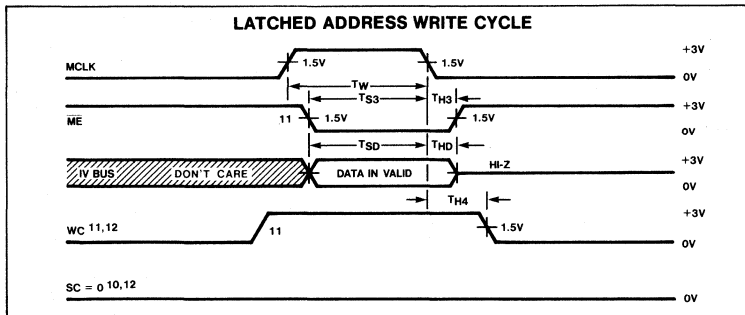 LATCHED ADDRESS WRITE CYCLE
MCLK 1.5V 1.5V +3V 0V
TW
TS3 TH3
ME 11 1.5V 1.5V +3V 0V
TSD THD
IV BUS DON'T CARE DATA IN VALID HI-Z +3V 0V
TH4
WC 11,12 11 1.5V +3V 0V
SC = 0 10,12 0V